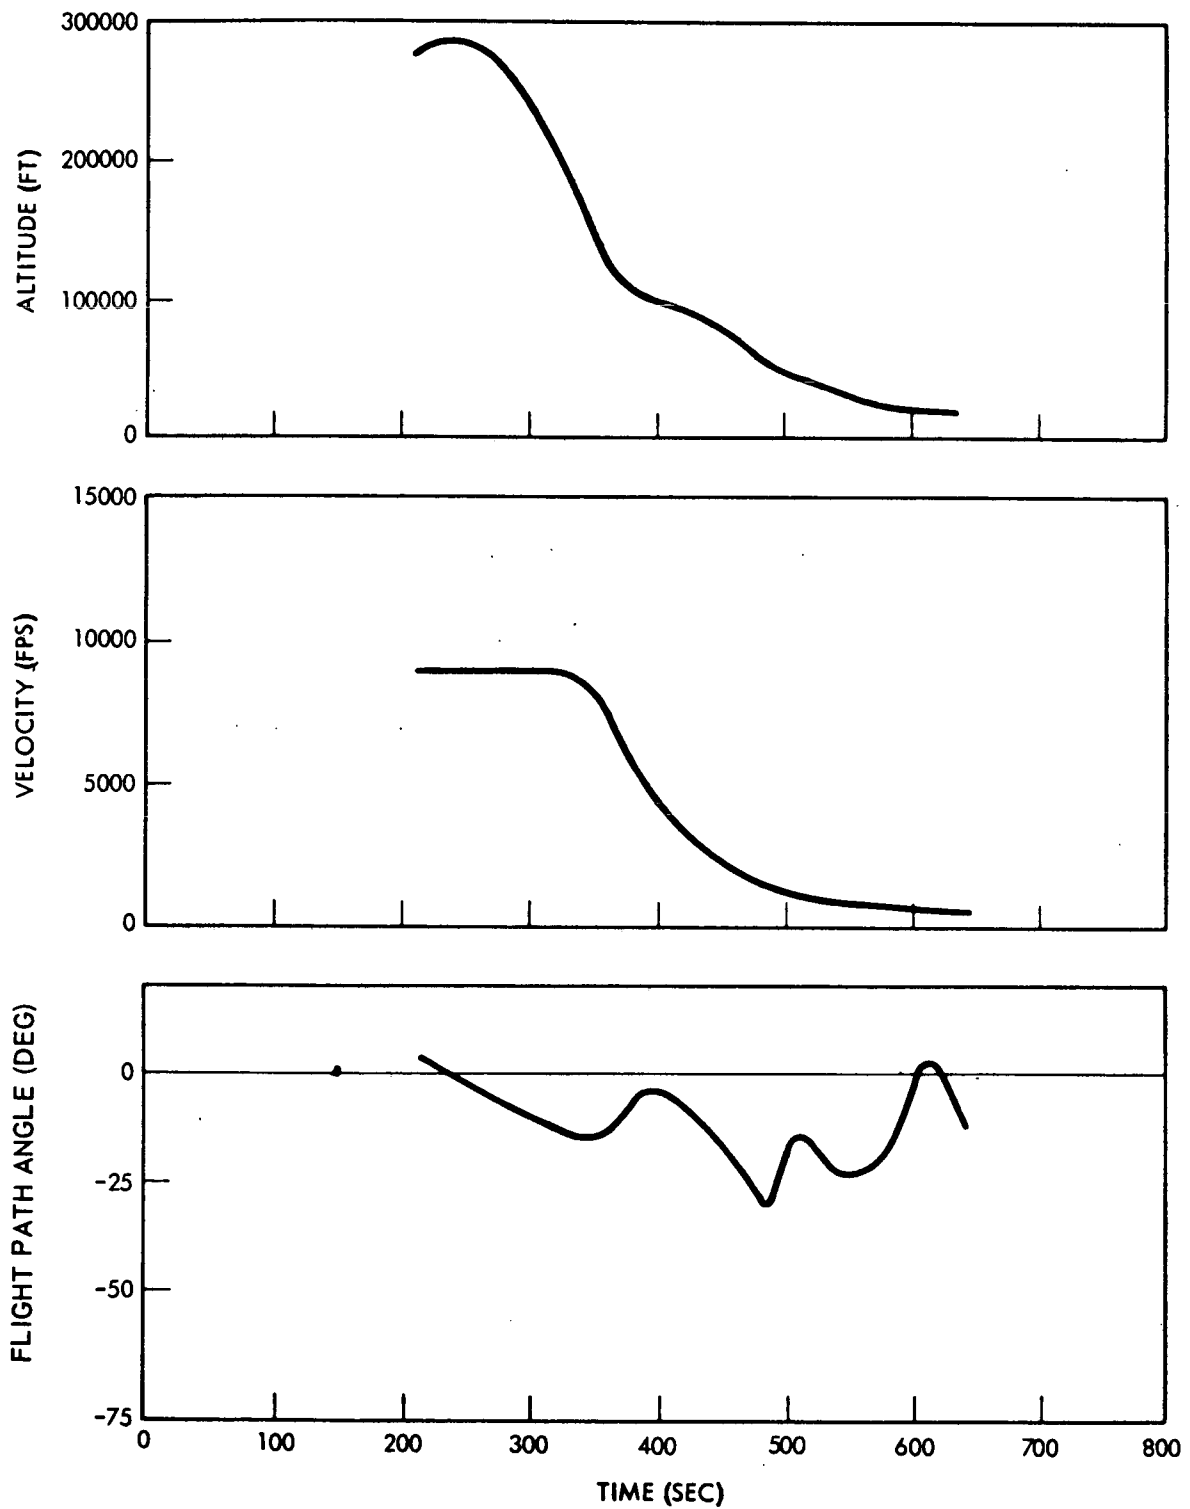 300000
200000
100000
0
ALTITUDE (FT)
15000
10000
5000
0
VELOCITY (FPS)
0
-25
-50
-75
FLIGHT PATH ANGLE (DEG)
0 100 200 300 400 500 600 700 800
TIME (SEC)